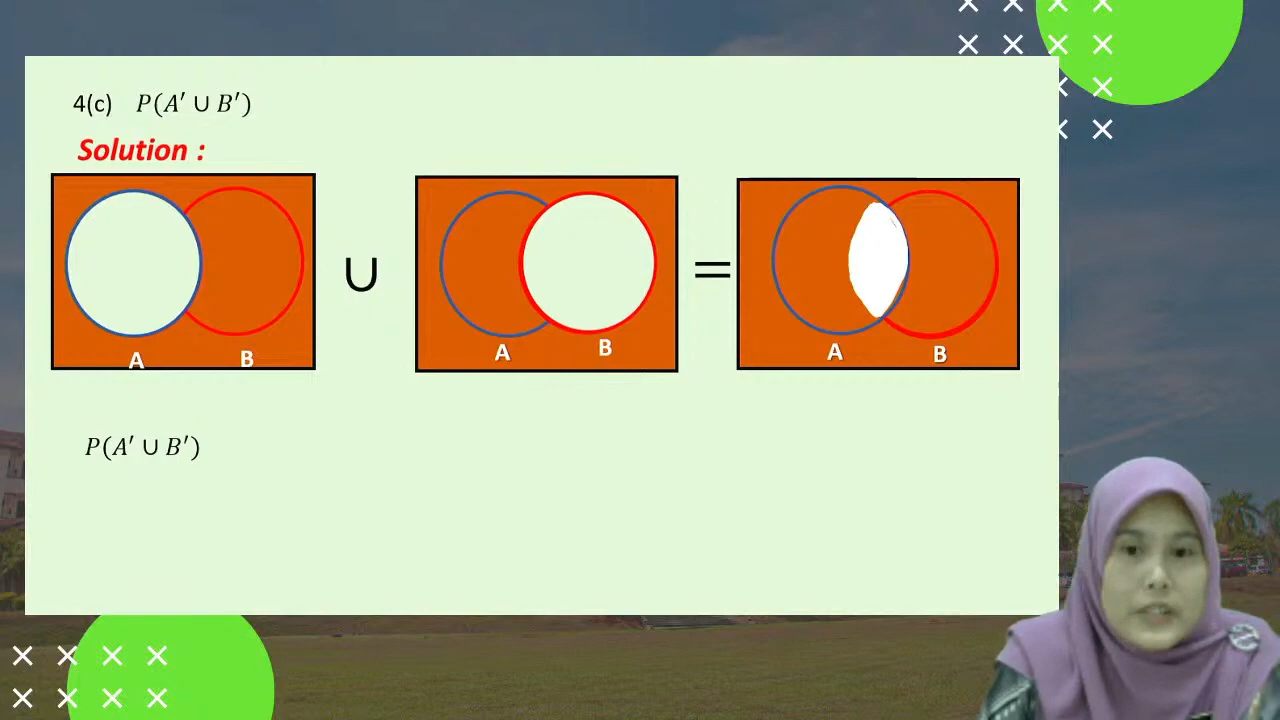 4(c) P(A′ ∪ B′)
Solution :
∪ =
A B A B A B
P(A′ ∪ B′)